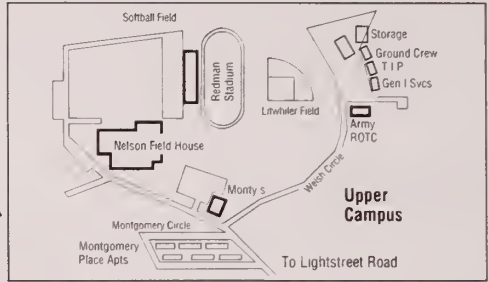 Softball Field
Redman
Stadium
Litwhiler Field
Storage
Ground Crew
T I P
Gen l Svcs
Army
ROTC
Nelson Field House
Monty s
Welsh Circle
Upper
Campus
Montgomery Circle
Montgomery
Place Apts
To Lightstreet Road